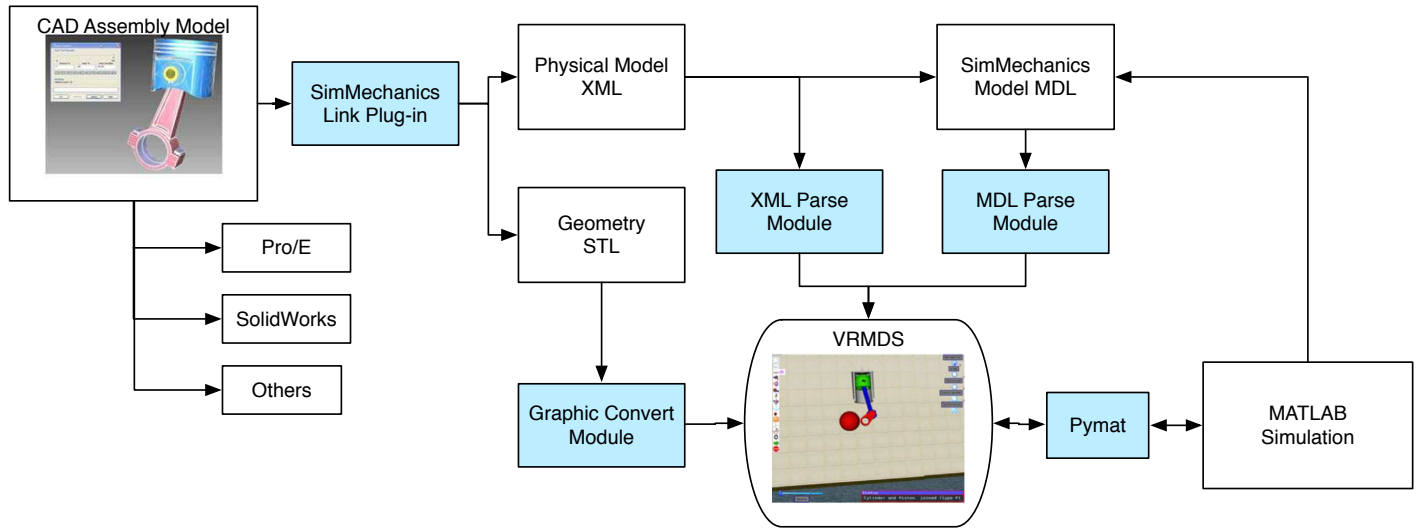 CAD Assembly Model
SimMechanics
Link Plug-in
Physical Model
XML
SimMechanics
Model MDL
XML Parse
Module
MDL Parse
Module
Geometry
STL
Pro/E
SolidWorks
Others
Graphic Convert
Module
VRMDS
Pymat
MATLAB
Simulation